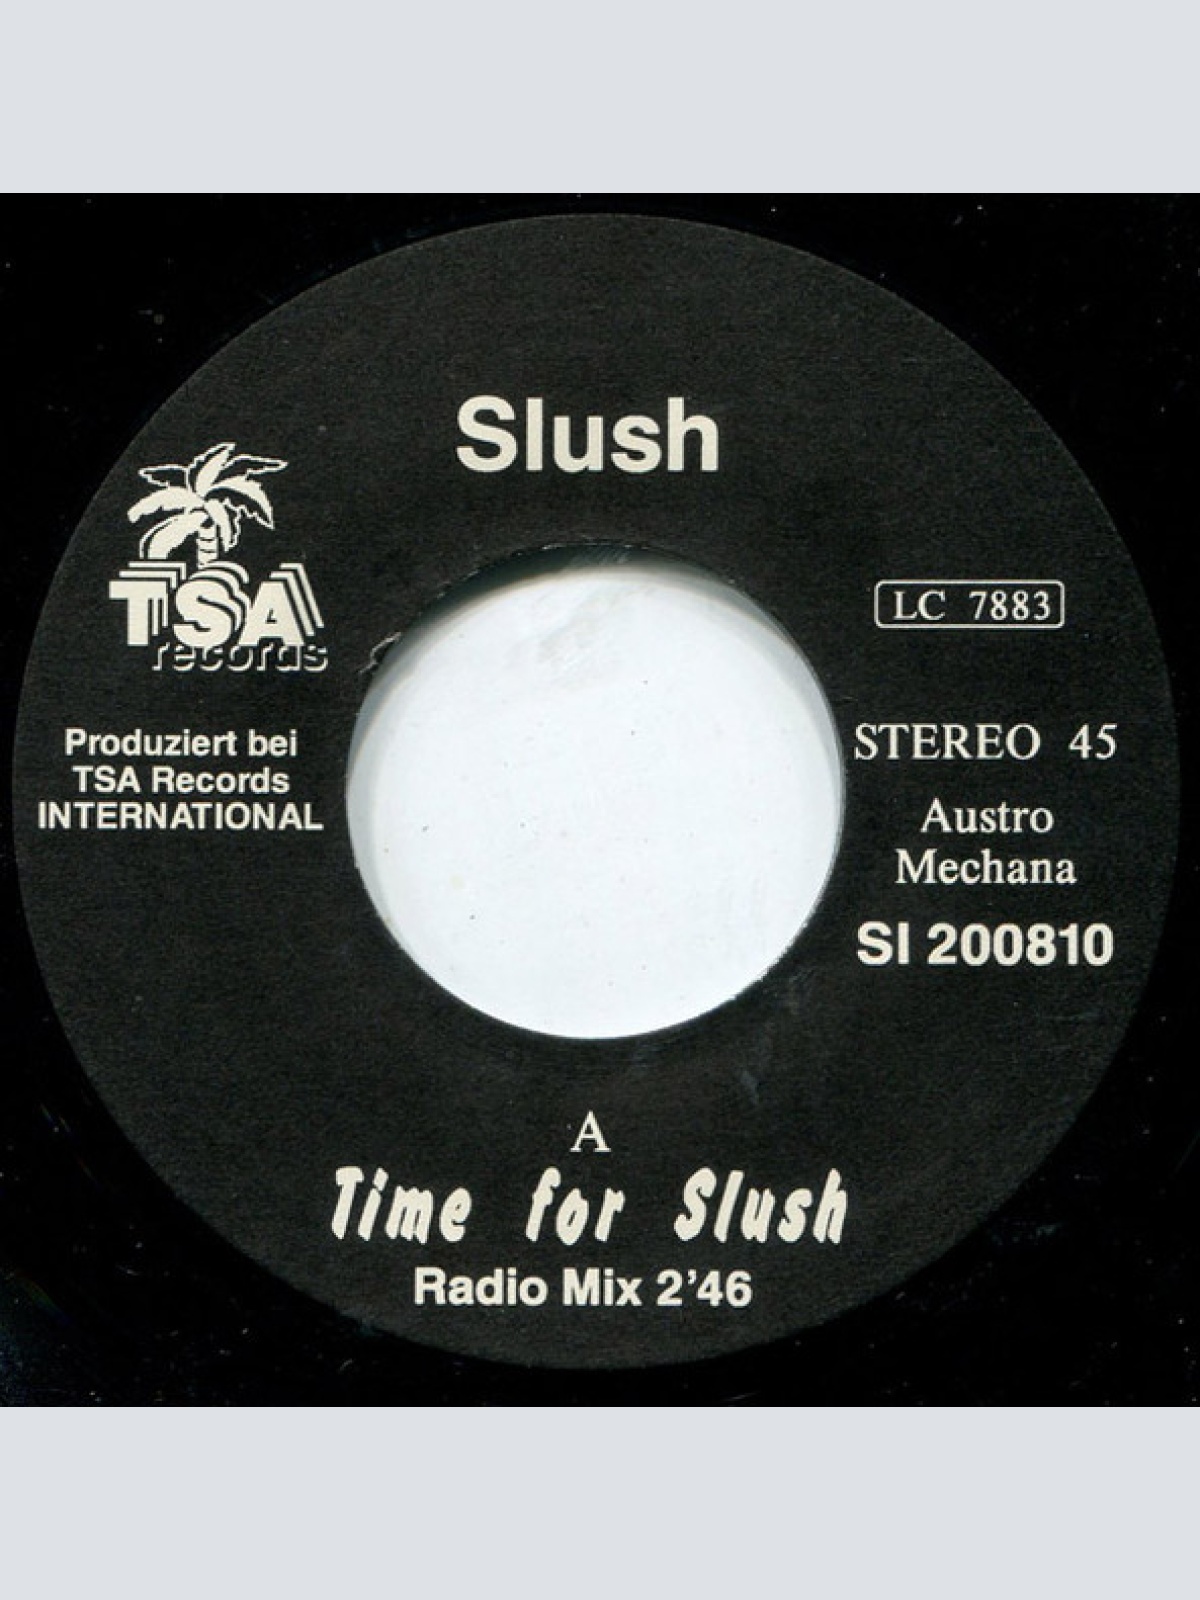 Slush
TSA
records
LC 7883
Produziert bei
TSA Records
INTERNATIONAL
STEREO 45
Austro
Mechana
SI 200810
A
Time for Slush
Radio Mix 2'46